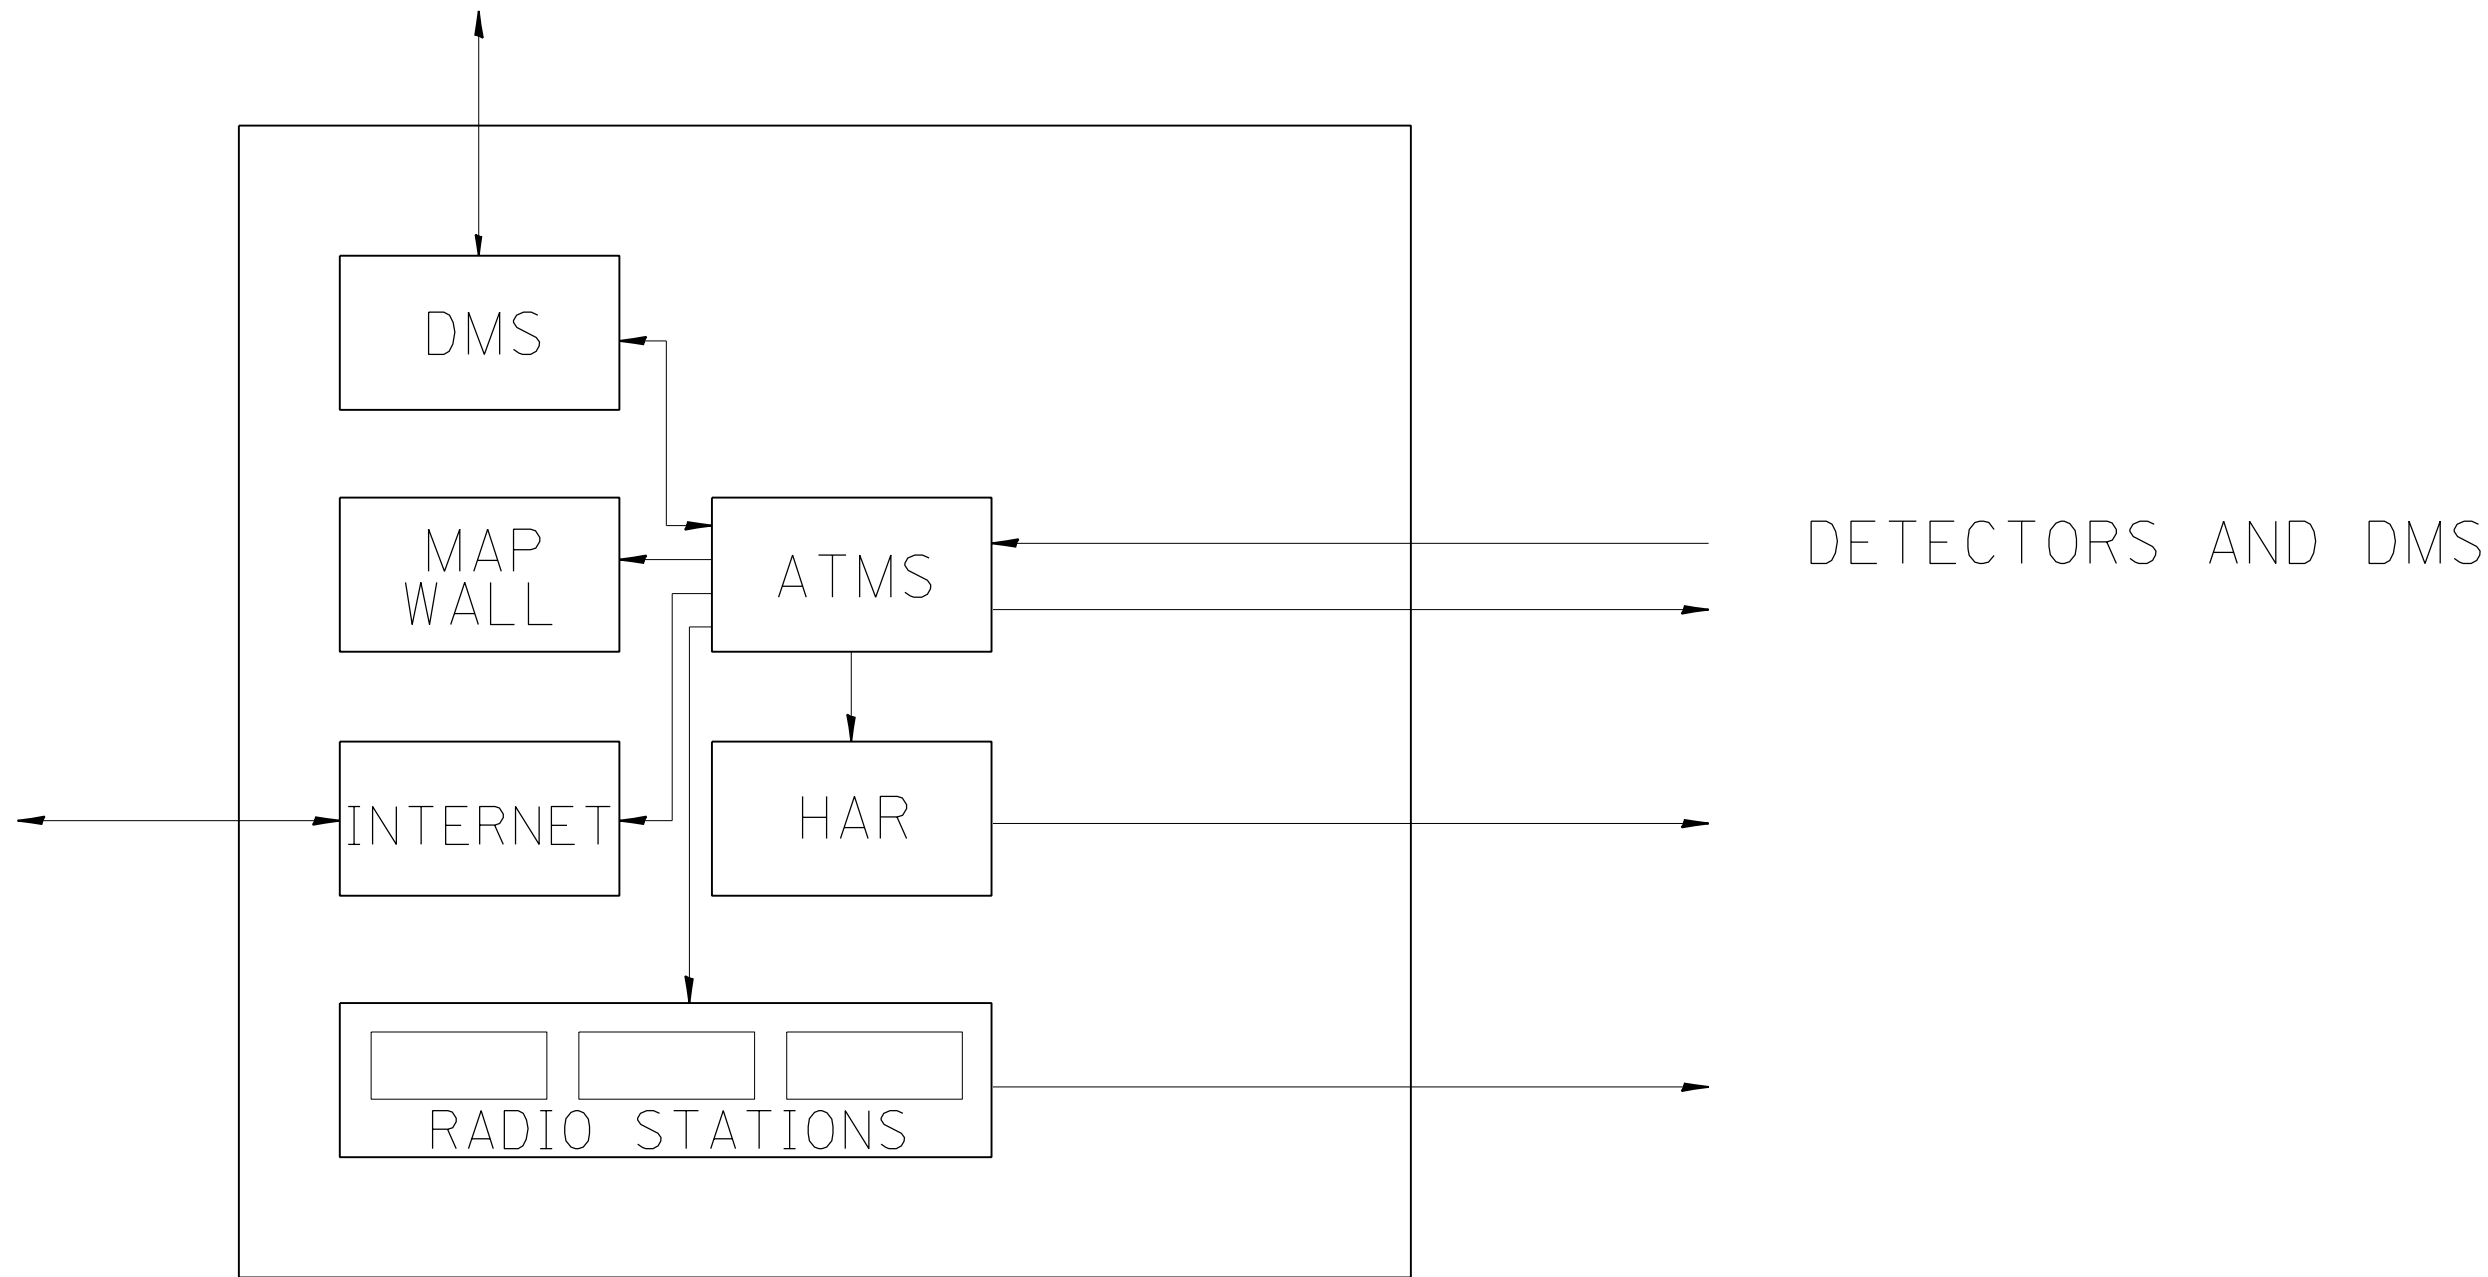 DMS
MAP
WALL
ATMS
DETECTORS AND DMS
INTERNET
HAR
RADIO STATIONS